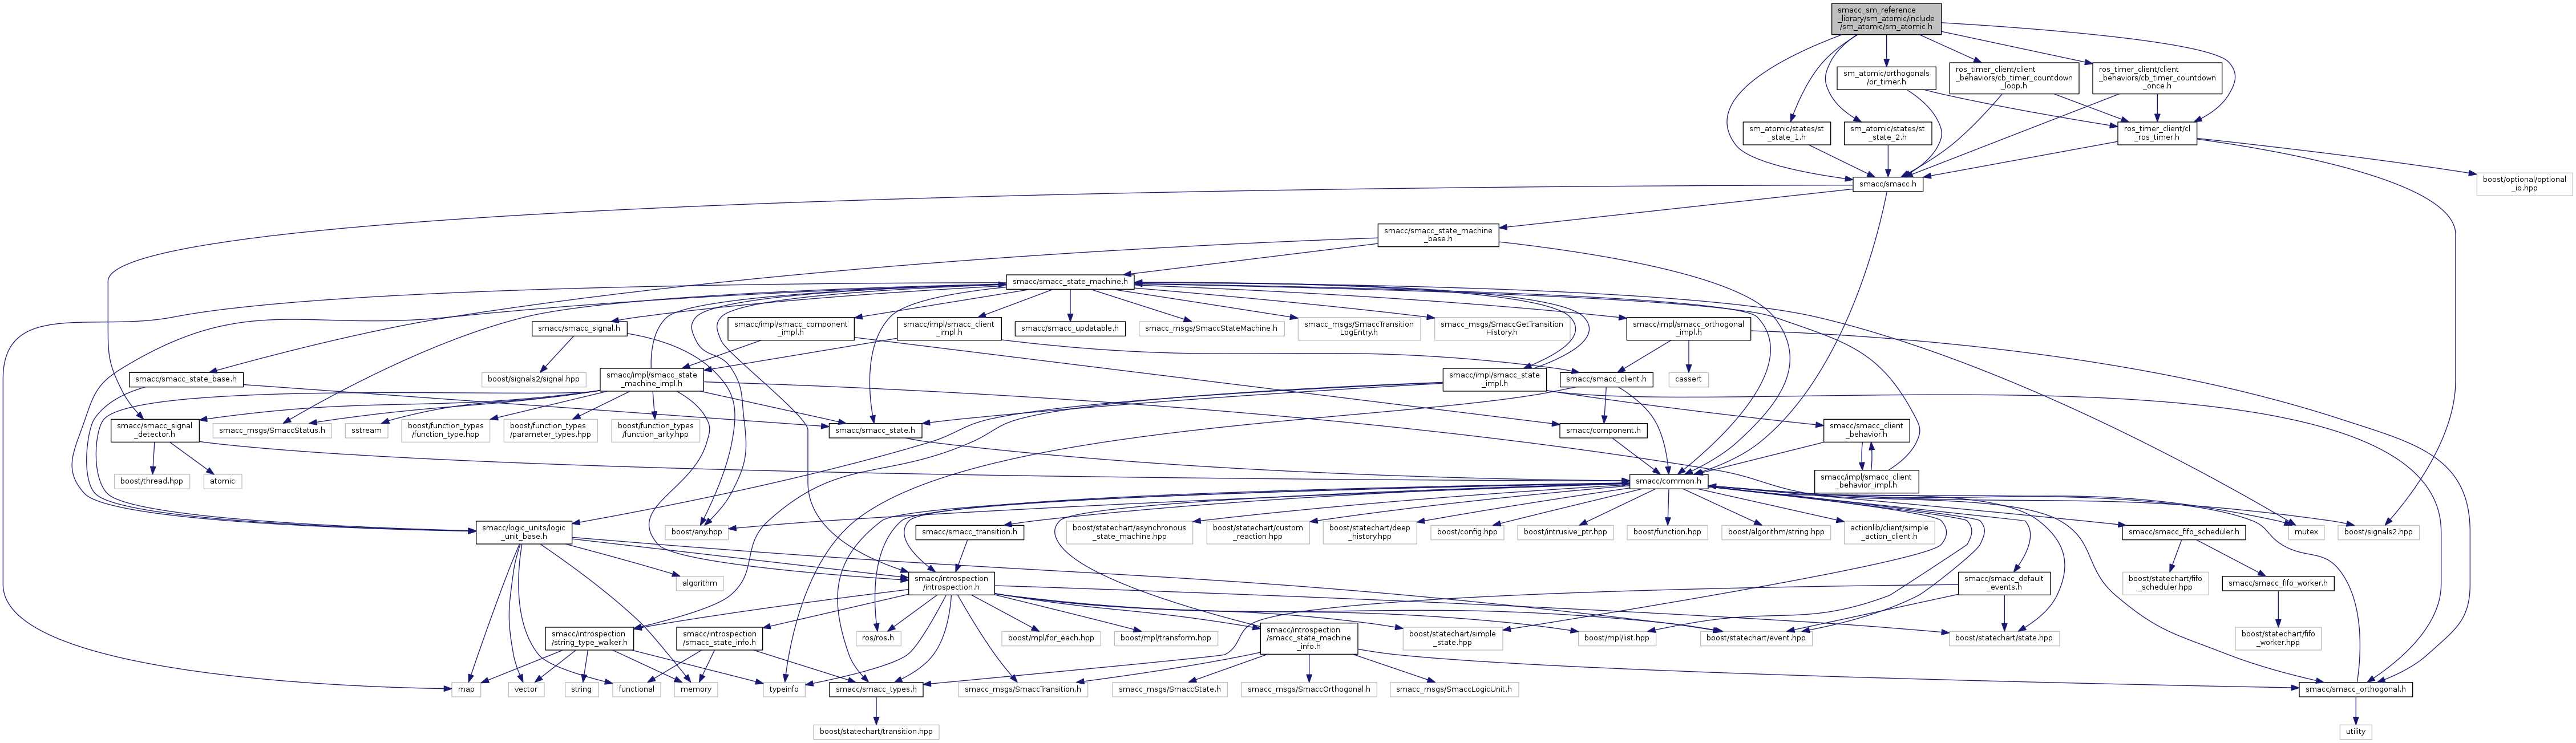 smacc_sm_reference
_library/sm_atomic/include
/sm_atomic/sm_atomic.h
sm_atomic/orthogonals
/or_timer.h
ros_timer_client/client
_behaviors/cb_timer_countdown
_loop.h
ros_timer_client/client
_behaviors/cb_timer_countdown
_once.h
sm_atomic/states/st
_state_1.h
sm_atomic/states/st
_state_2.h
ros_timer_client/cl
_ros_timer.h
smacc/smacc.h
boost/optional/optional
_io.hpp
smacc/smacc_state_machine
_base.h
smacc/smacc_state_machine.h
smacc/smacc_signal.h
smacc/impl/smacc_component
_impl.h
smacc/impl/smacc_client
_impl.h
smacc/smacc_updatable.h
smacc_msgs/SmaccStateMachine.h
smacc_msgs/SmaccTransition
LogEntry.h
smacc_msgs/SmaccGetTransition
History.h
smacc/impl/smacc_orthogonal
_impl.h
smacc/smacc_state_base.h
boost/signals2/signal.hpp
smacc/impl/smacc_state
_machine_impl.h
smacc/impl/smacc_state
_impl.h
smacc/smacc_client.h
cassert
smacc/smacc_signal
_detector.h
smacc_msgs/SmaccStatus.h
sstream
boost/function_types
/function_type.hpp
boost/function_types
/parameter_types.hpp
boost/function_types
/function_arity.hpp
smacc/smacc_state.h
smacc/component.h
smacc/smacc_client
_behavior.h
boost/thread.hpp
atomic
smacc/common.h
smacc/impl/smacc_client
_behavior_impl.h
smacc/logic_units/logic
_unit_base.h
boost/any.hpp
smacc/smacc_transition.h
boost/statechart/asynchronous
_state_machine.hpp
boost/statechart/custom
_reaction.hpp
boost/statechart/deep
_history.hpp
boost/config.hpp
boost/intrusive_ptr.hpp
boost/function.hpp
boost/algorithm/string.hpp
actionlib/client/simple
_action_client.h
smacc/smacc_fifo_scheduler.h
mutex
boost/signals2.hpp
algorithm
smacc/introspection
/introspection.h
smacc/smacc_default
_events.h
boost/statechart/fifo
_scheduler.hpp
smacc/smacc_fifo_worker.h
smacc/introspection
/string_type_walker.h
smacc/introspection
/smacc_state_info.h
ros/ros.h
boost/mpl/for_each.hpp
boost/mpl/transform.hpp
smacc/introspection
/smacc_state_machine
_info.h
boost/statechart/simple
_state.hpp
boost/mpl/list.hpp
boost/statechart/event.hpp
boost/statechart/state.hpp
boost/statechart/fifo
_worker.hpp
map
vector
string
functional
memory
typeinfo
smacc/smacc_types.h
smacc_msgs/SmaccTransition.h
smacc_msgs/SmaccState.h
smacc_msgs/SmaccOrthogonal.h
smacc_msgs/SmaccLogicUnit.h
smacc/smacc_orthogonal.h
boost/statechart/transition.hpp
utility